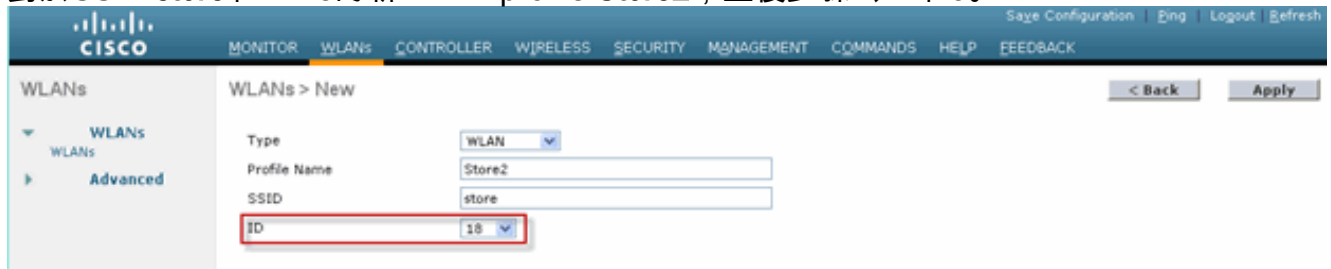 Save Configuration | Ping | Logout | Refresh
CISCO
MONITOR WLANs CONTROLLER WIRELESS SECURITY MANAGEMENT COMMANDS HELP FEEDBACK
WLANs
WLANs > New
< Back
Apply
WLANs
WLANs
Advanced
Type WLAN
Profile Name Store2
SSID store
ID 18